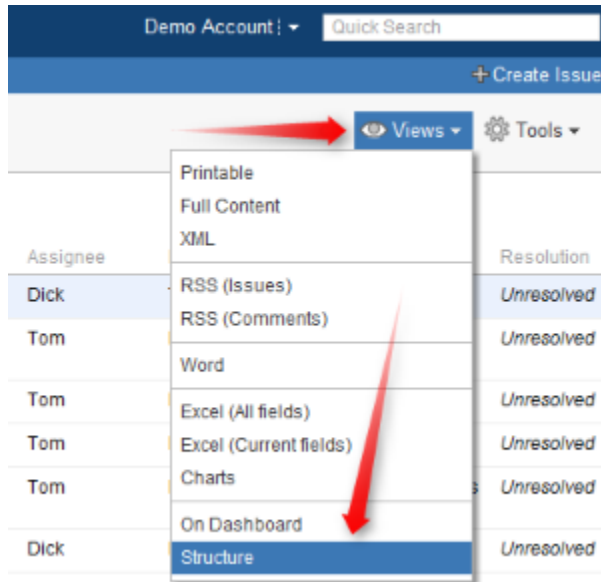 Demo Account
Quick Search
Create Issue
Views
Tools
Printable
Full Content
XML
Assignee
Resolution
Dick
RSS (Issues)
Unresolved
RSS (Comments)
Tom
Unresolved
Word
Tom
Excel (All fields)
Unresolved
Tom
Excel (Current fields)
Unresolved
Tom
Charts
s
Unresolved
On Dashboard
Dick
Structure
Unresolved